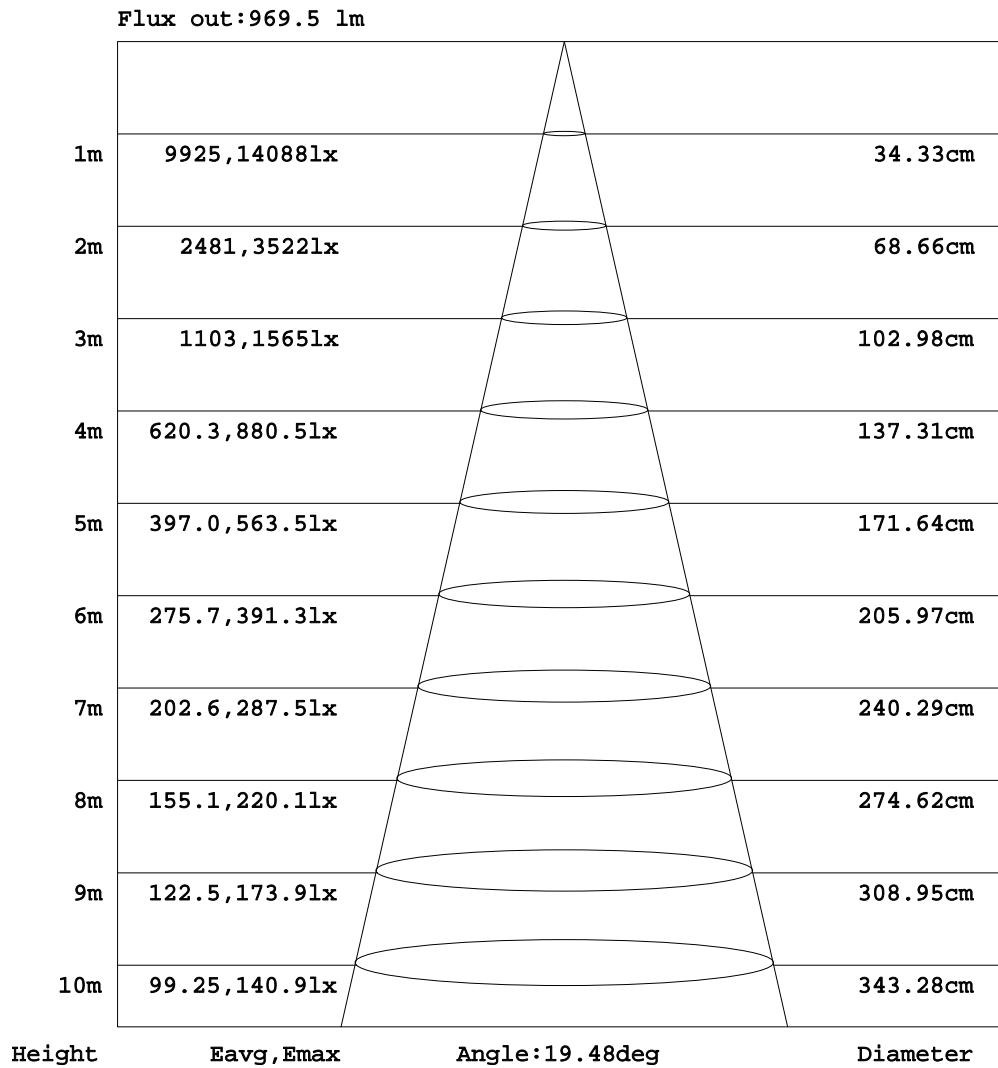 Flux out:969.5 lm
1m 9925,14088lx 34.33cm
2m 2481,3522lx 68.66cm
3m 1103,1565lx 102.98cm
4m 620.3,880.5lx 137.31cm
5m 397.0,563.5lx 171.64cm
6m 275.7,391.3lx 205.97cm
7m 202.6,287.5lx 240.29cm
8m 155.1,220.1lx 274.62cm
9m 122.5,173.9lx 308.95cm
10m 99.25,140.9lx 343.28cm
Height Eavg,Emax Angle:19.48deg Diameter